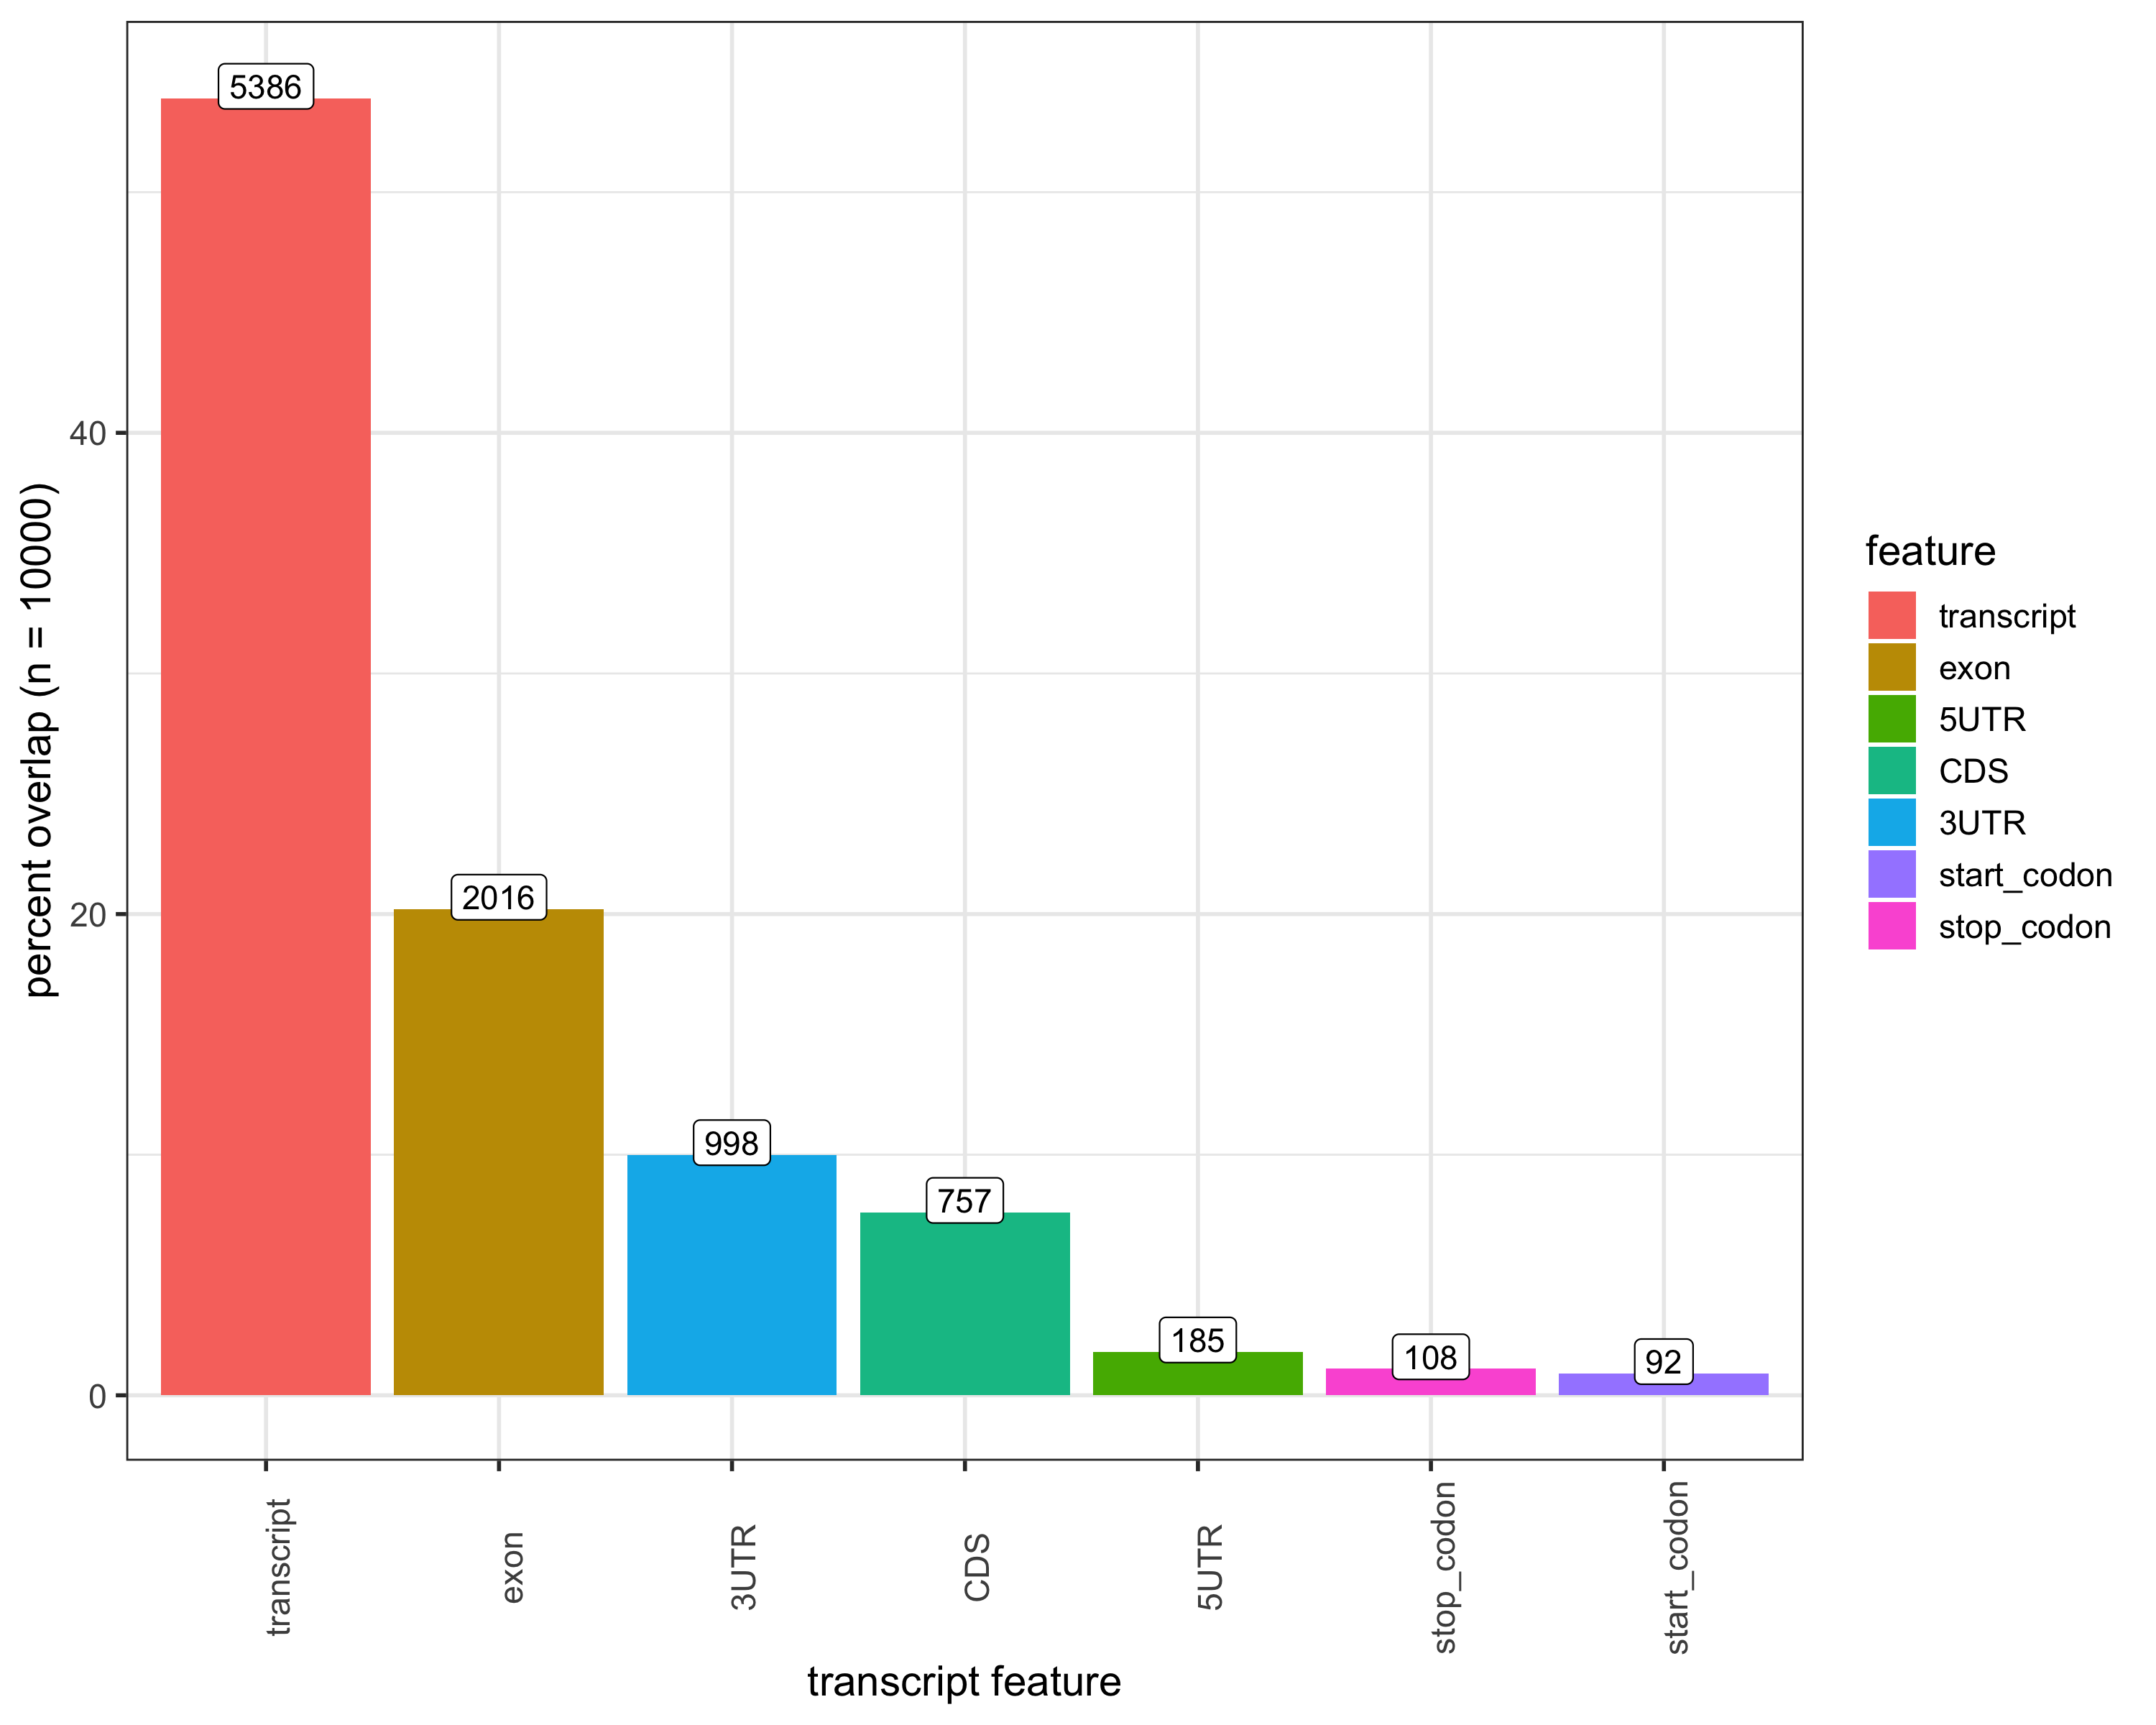 percent overlap (n = 10000)
40
20
0
5386
2016
998
757
185
108
92
transcript
exon
3UTR
CDS
5UTR
stop_codon
start_codon
transcript feature
feature
transcript
exon
5UTR
CDS
3UTR
start_codon
stop_codon